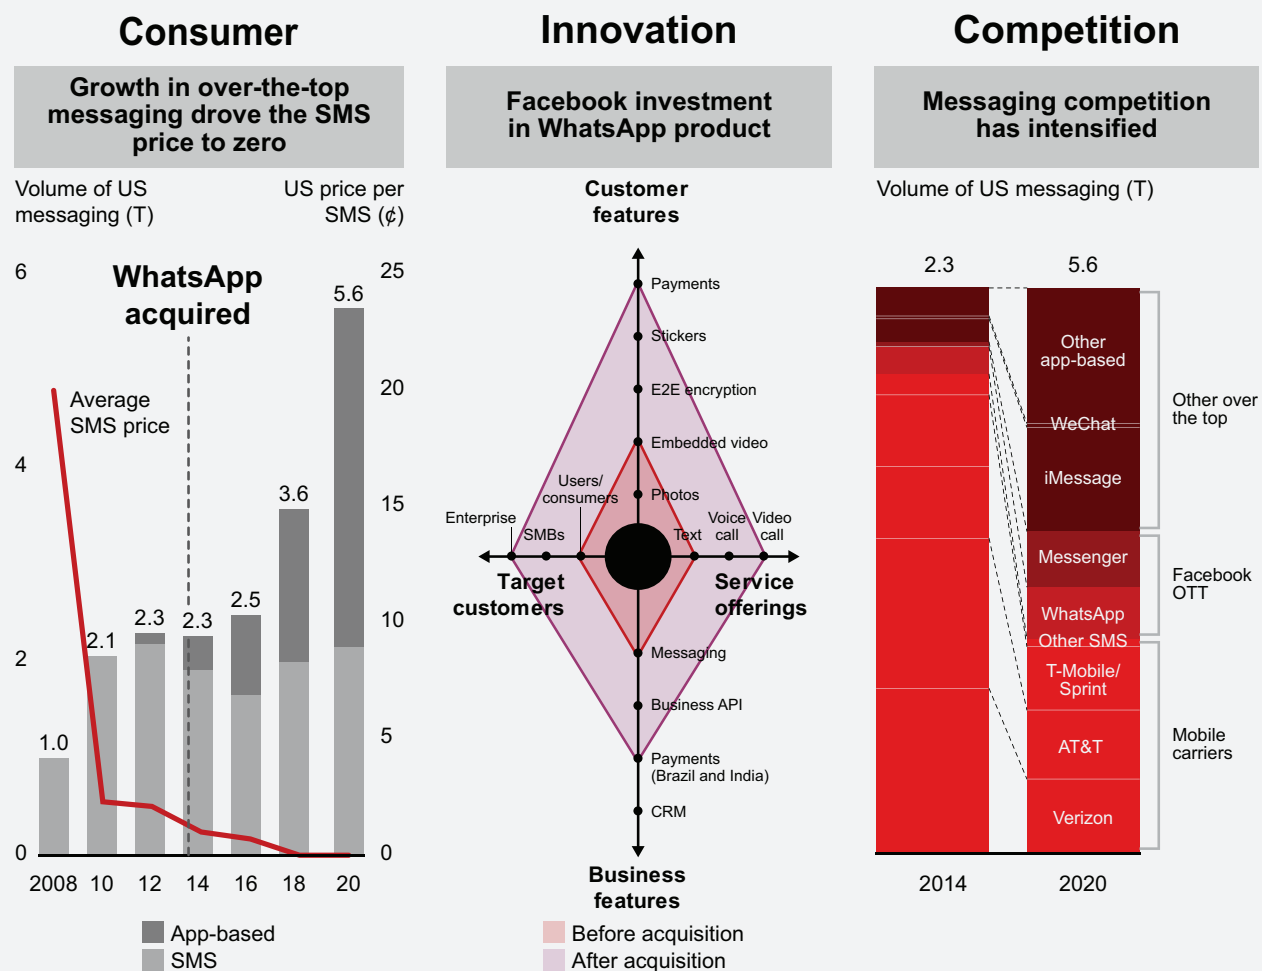 Consumer
Growth in over-the-top
messaging drove the SMS
price to zero
Volume of US
messaging (T)
US price per
SMS (¢)
6
4
2
0
25
20
15
10
5
0
WhatsApp
acquired
Average
SMS price
1.0
2.1
2.3
2.3
2.5
3.6
5.6
2008
10
12
14
16
18
20
App-based
SMS
Innovation
Facebook investment
in WhatsApp product
Customer
features
Payments
Stickers
E2E encryption
Embedded video
Photos
Users/
consumers
Enterprise
SMBs
Text
Voice
call
Video
call
Target
customers
Service
offerings
Messaging
Business API
Payments
(Brazil and India)
CRM
Business
features
Before acquisition
After acquisition
Competition
Messaging competition
has intensified
Volume of US messaging (T)
2.3
5.6
Other
app-based
WeChat
iMessage
Messenger
WhatsApp
Other SMS
T-Mobile/
Sprint
AT&T
Verizon
Other over
the top
Facebook
OTT
Mobile
carriers
2014
2020